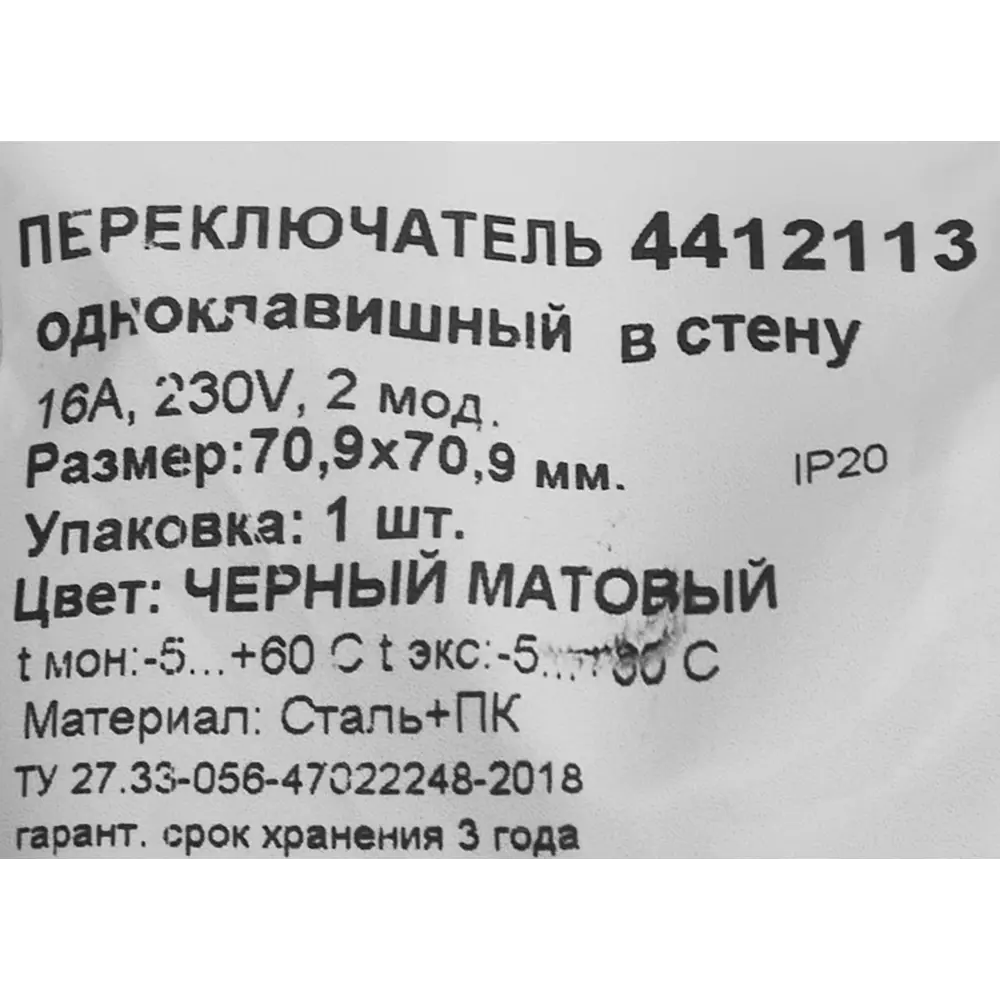 ПЕРЕКЛЮЧАТЕЛЬ 4412113
одноклавишный в стену
16А, 230V, 2 мод.
Размер:70,9x70,9 мм.
IP20
Упаковка: 1 шт.
Цвет: ЧЕРНЫЙ МАТОВЫЙ
t мон:-5...+60 С t экс:-5... С
Материал: Сталь+ПК
ТУ 27.33-056-47022248-2018
гарант. срок хранения 3 года